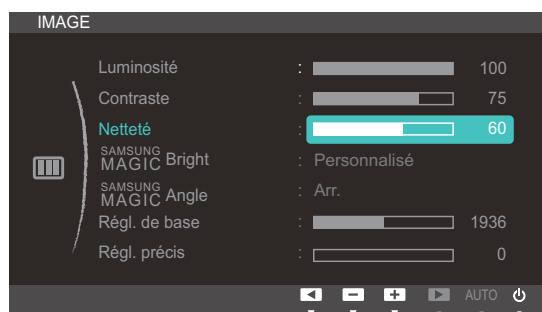 IMAGE
Luminosité : 100
Contraste : 75
Netteté : 60
SAMSUNG MAGIC Bright : Personnalisé
SAMSUNG MAGIC Angle : Arr.
Régl. de base : 1936
Régl. précis : 0
AUTO